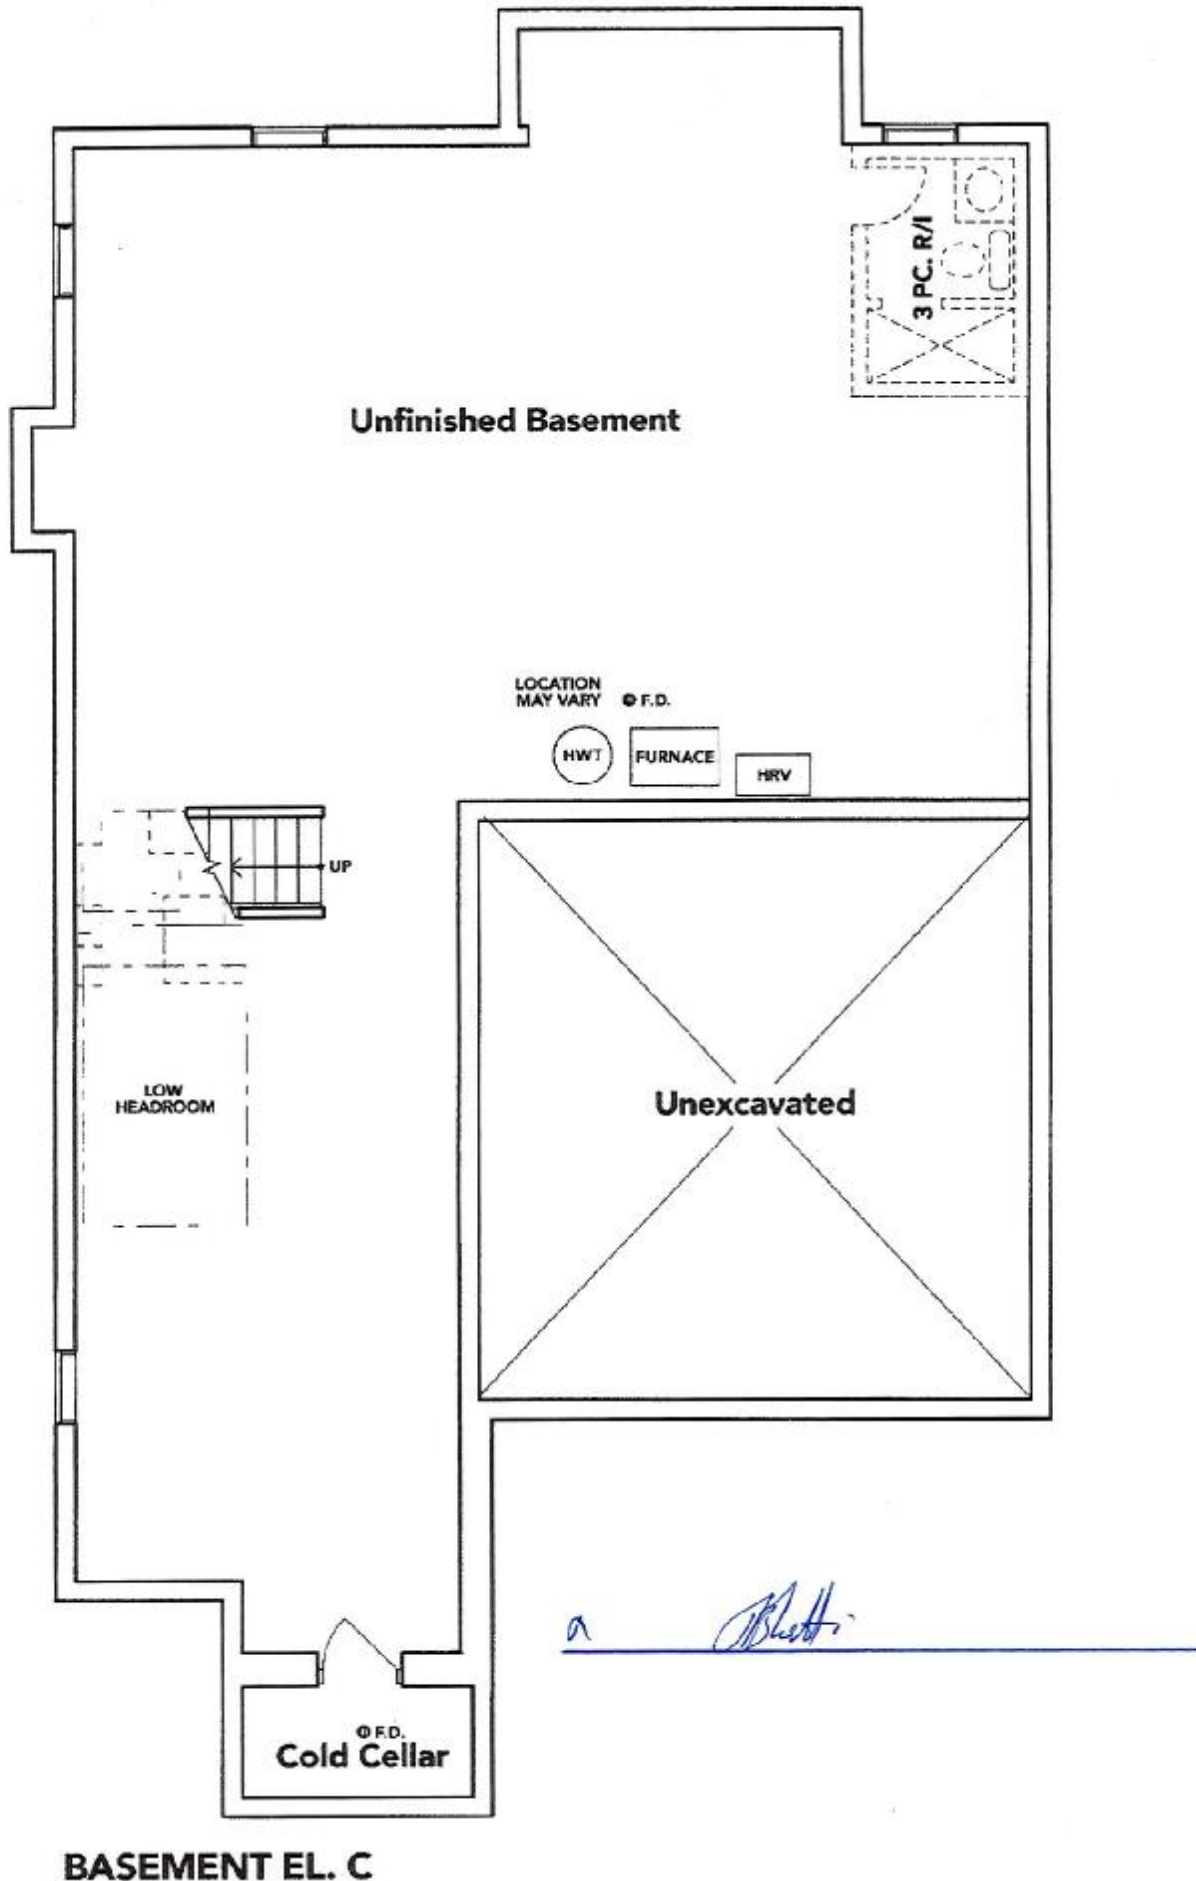 3 PC. R/I
Unfinished Basement
LOCATION
MAY VARY
F.D.
HWT
FURNACE
HRV
UP
LOW
HEADROOM
Unexcavated
F.D.
Cold Cellar
BASEMENT EL. C